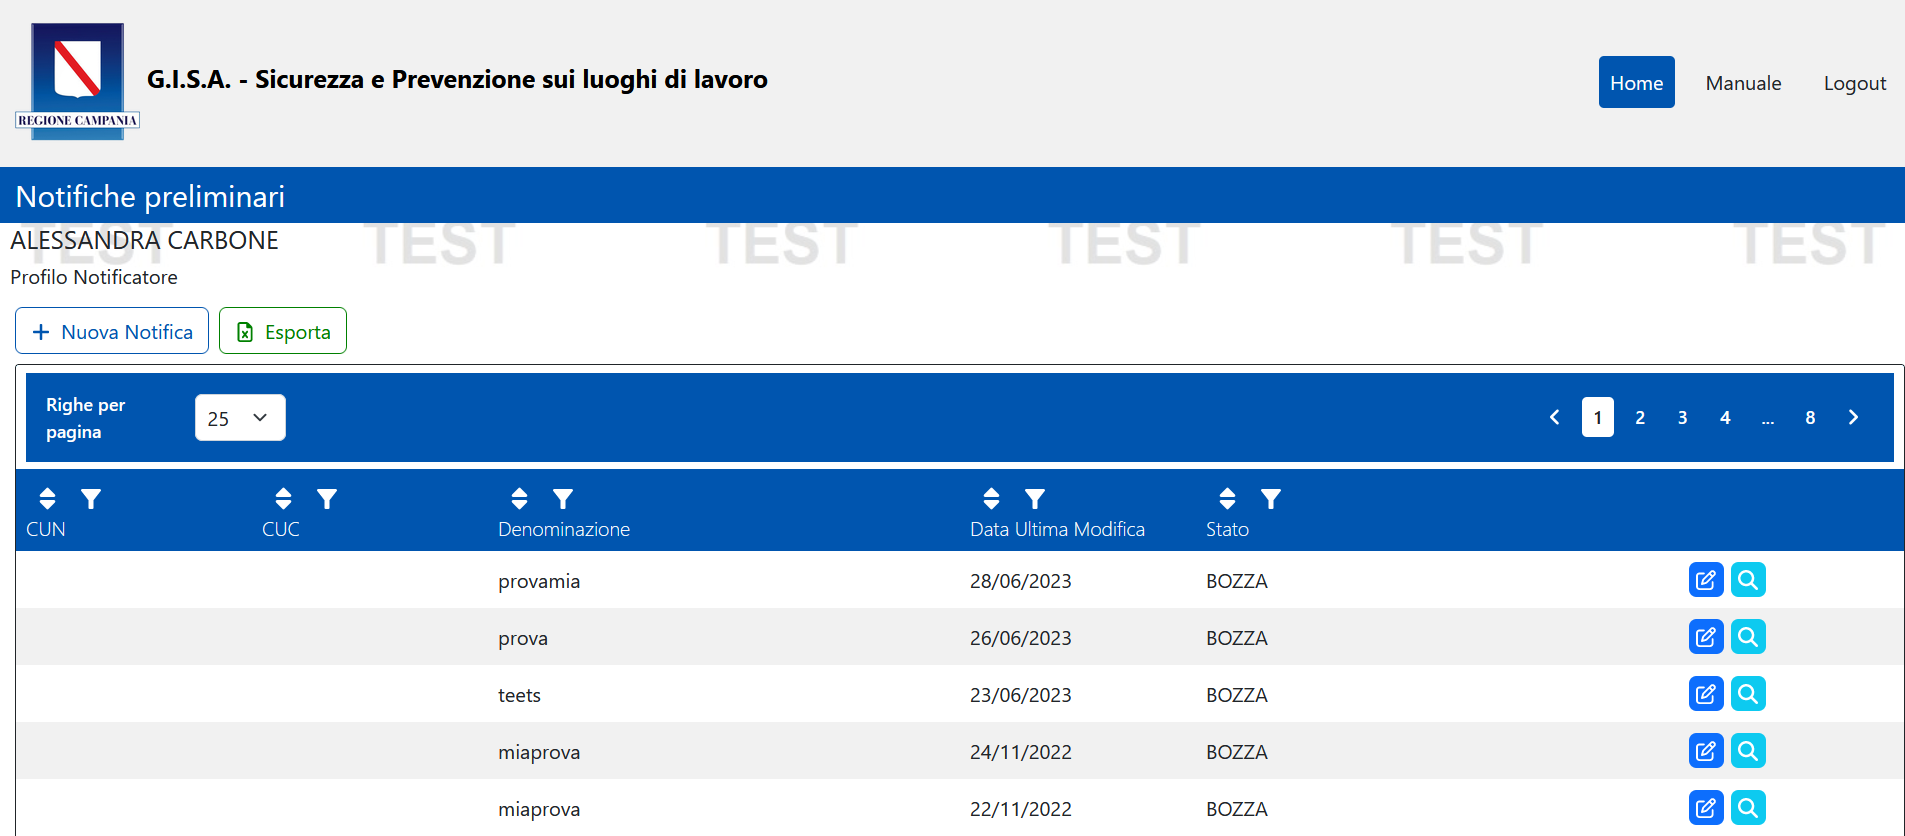 REGIONE CAMPANIA
G.I.S.A. - Sicurezza e Prevenzione sui luoghi di lavoro
Home Manuale Logout
Notifiche preliminari
TEST TEST TEST TEST TEST TEST
ALESSANDRA CARBONE
Profilo Notificatore
Nuova Notifica Esporta
Righe per pagina 25 1 2 3 4 ... 8
CUN CUC Denominazione Data Ultima Modifica Stato
provamia 28/06/2023 BOZZA
prova 26/06/2023 BOZZA
teets 23/06/2023 BOZZA
miaprova 24/11/2022 BOZZA
miaprova 22/11/2022 BOZZA